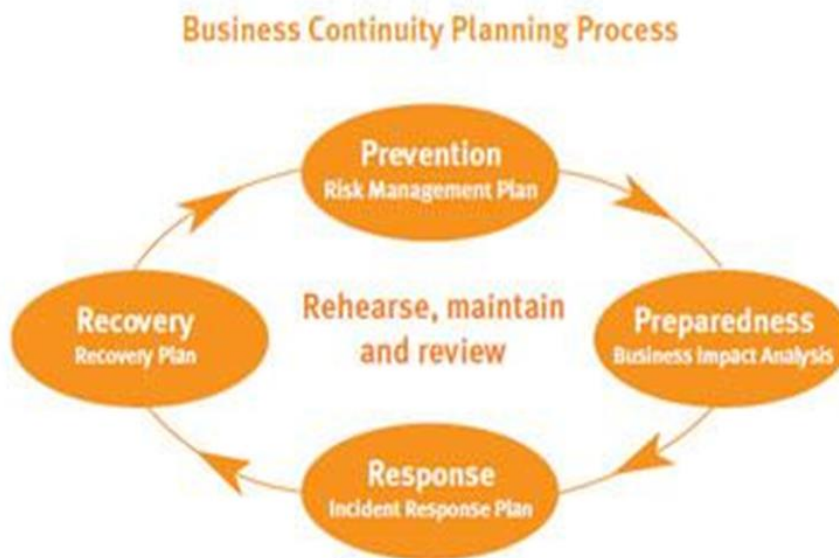 Business Continuity Planning Process
Prevention
Risk Management Plan
Rehearse, maintain
and review
Recovery
Recovery Plan
Preparedness
Business Impact Analysis
Response
Incident Response Plan